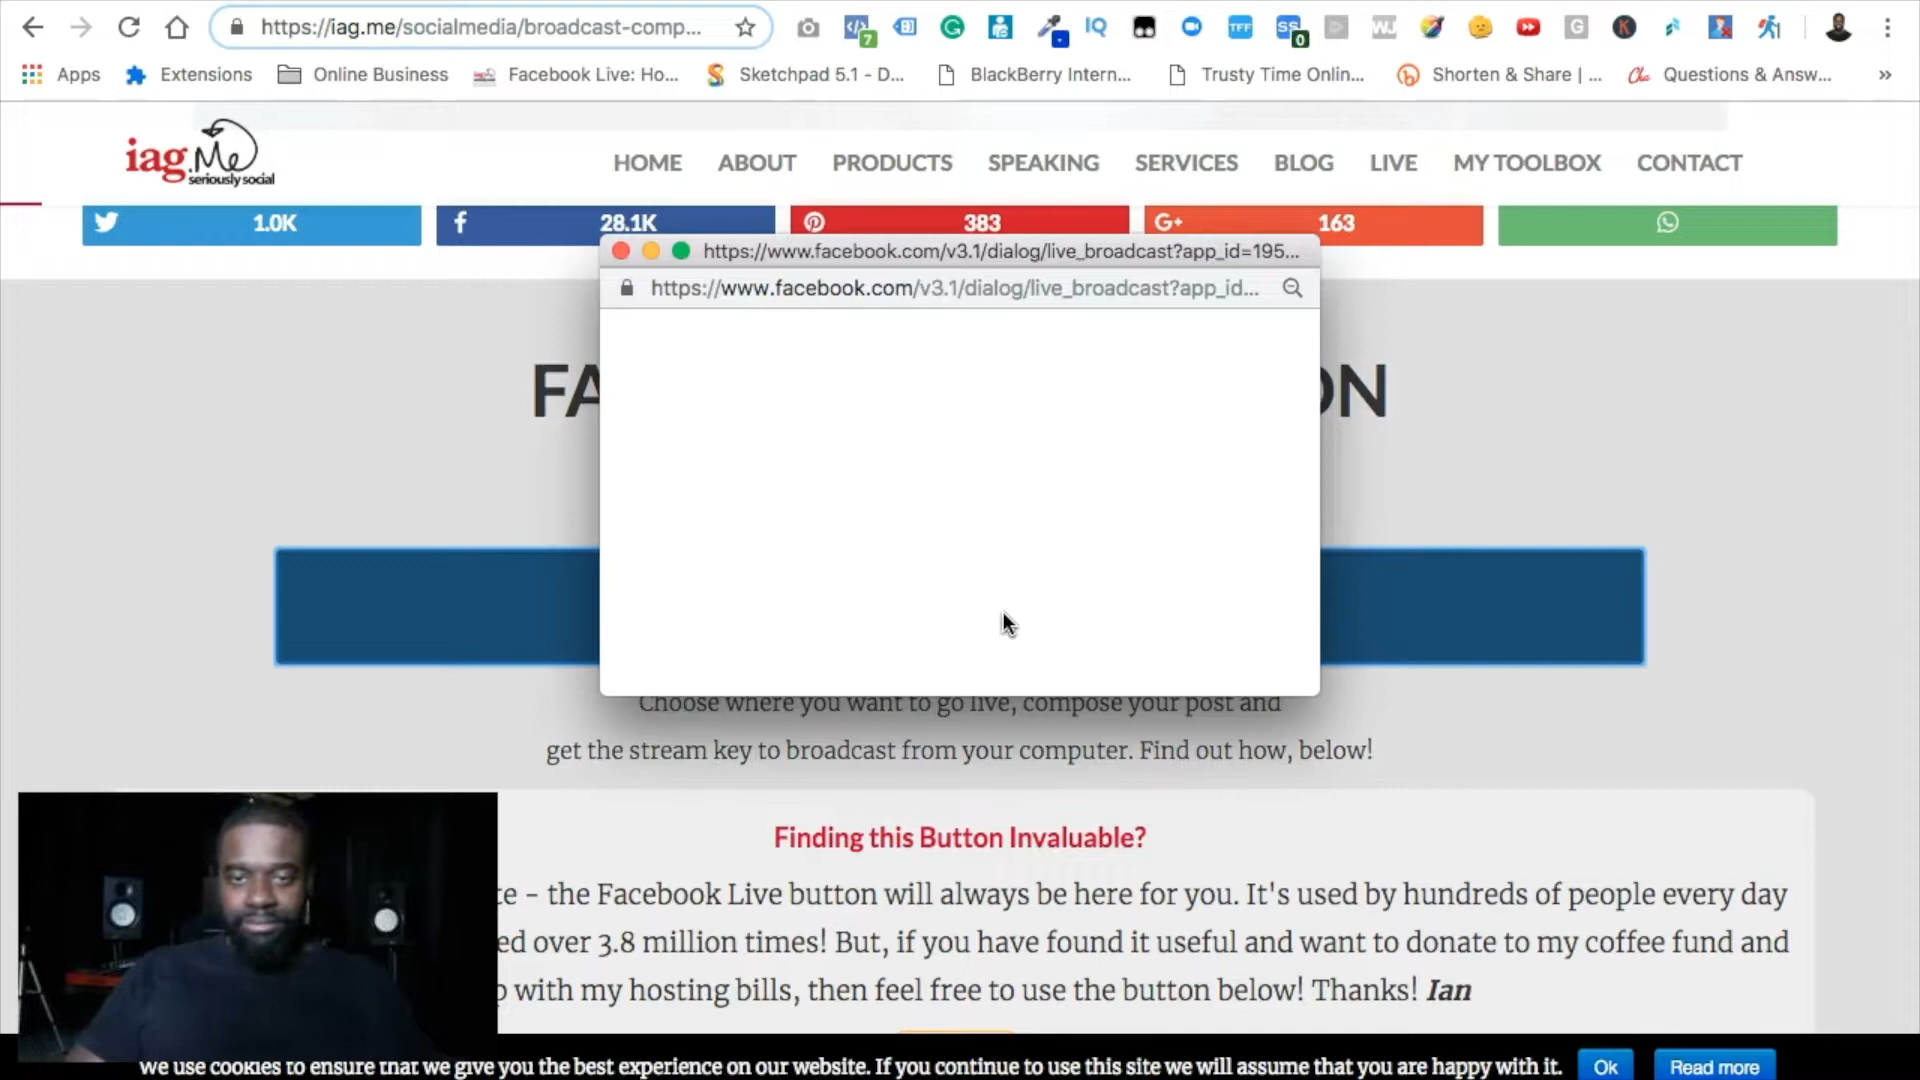 https://iag.me/socialmedia/broadcast-comp...
7
IQ
TFF
SS
0
WJ
G
K
Apps
Extensions
Online Business
Facebook Live: Ho...
Sketchpad 5.1 - D...
BlackBerry Intern...
Trusty Time Onlin...
Shorten & Share | ...
Cha
Questions & Answ...
»
iag.Me
seriously social
HOME
ABOUT
PRODUCTS
SPEAKING
SERVICES
BLOG
LIVE
MY TOOLBOX
CONTACT
1.0K
28.1K
383
G+
163
https://www.facebook.com/v3.1/dialog/live_broadcast?app_id=195...
https://www.facebook.com/v3.1/dialog/live_broadcast?app_id...
FA
ON
Choose where you want to go live, compose your post and
get the stream key to broadcast from your computer. Find out how, below!
Finding this Button Invaluable?
te - the Facebook Live button will always be here for you. It's used by hundreds of people every day
ed over 3.8 million times! But, if you have found it useful and want to donate to my coffee fund and
p with my hosting bills, then feel free to use the button below! Thanks! Ian
We use cookies to ensure that we give you the best experience on our website. If you continue to use this site we will assume that you are happy with it.
Ok
Read more